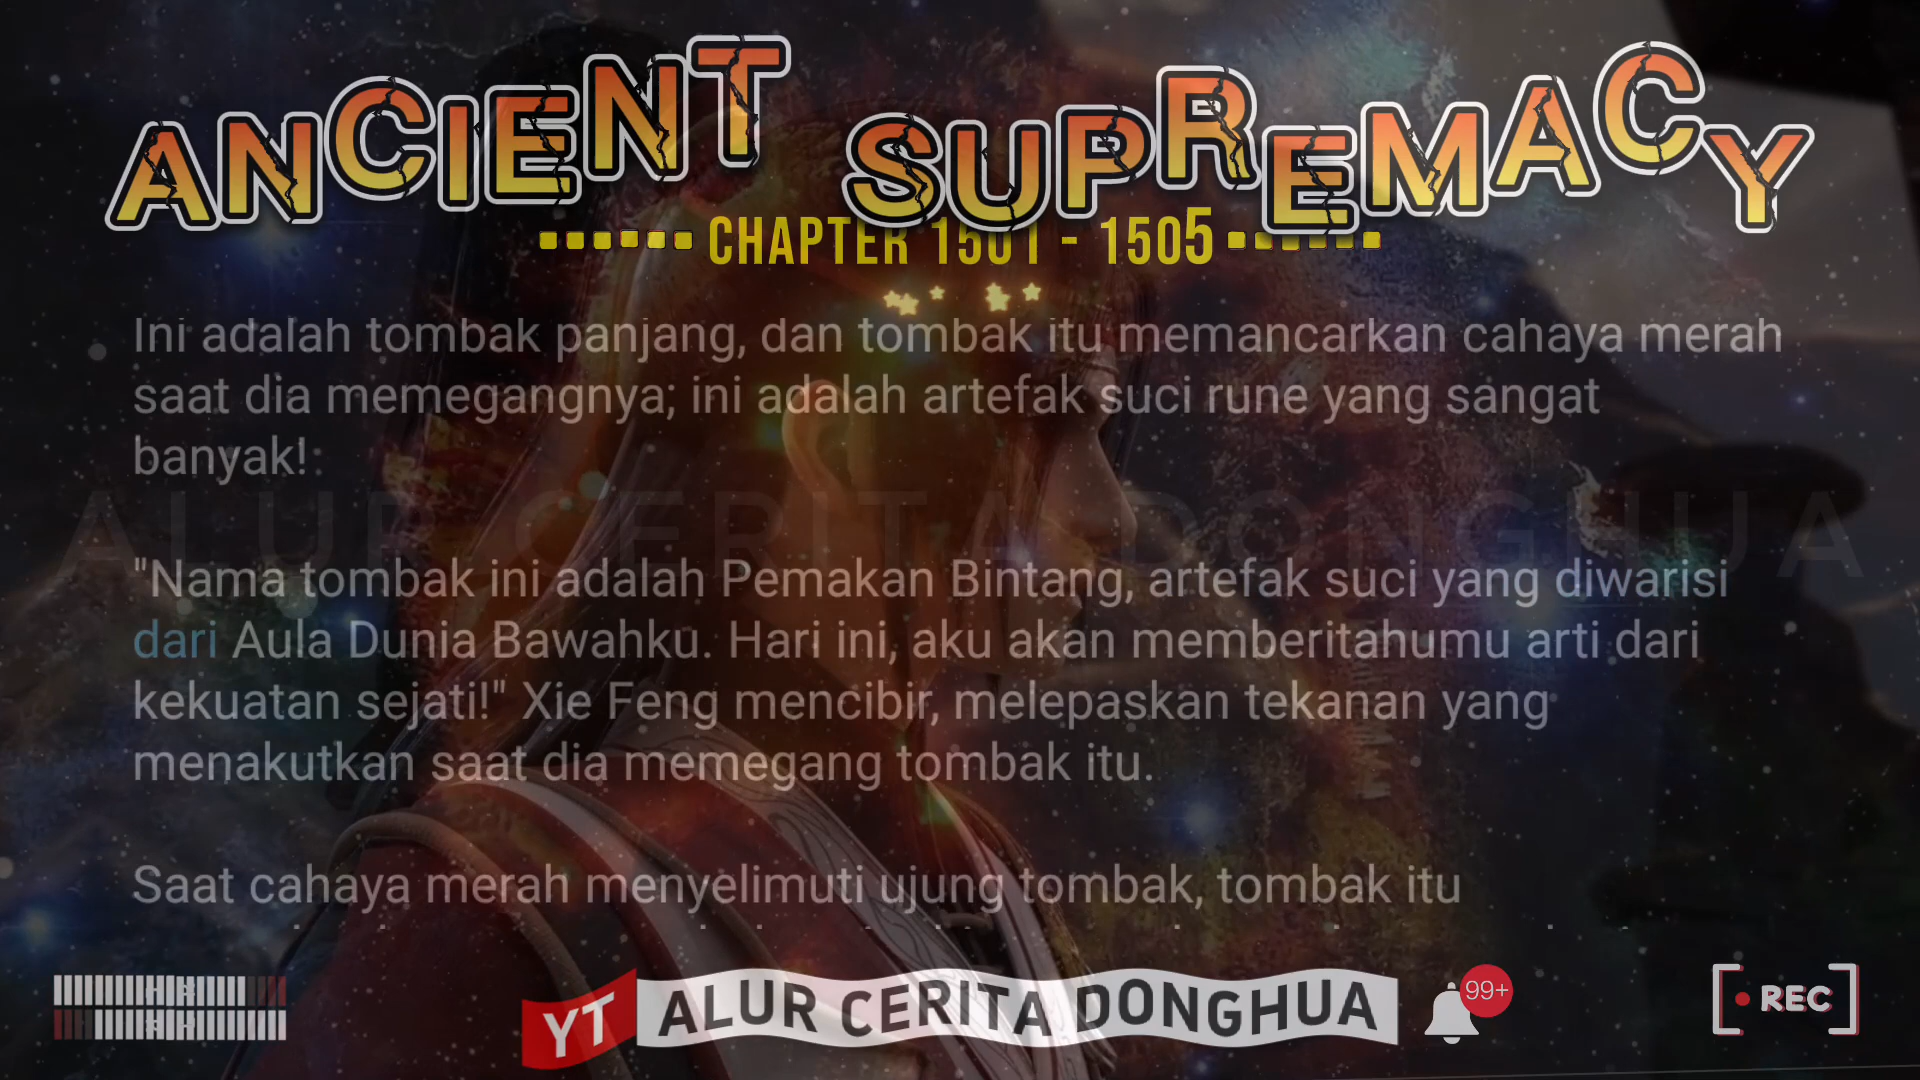 ANCIENT SUPREMACY
CHAPTER 1501 - 1505
Ini adalah tombak panjang, dan tombak itu memancarkan cahaya merah
saat dia memegangnya; ini adalah artefak suci rune yang sangat
banyak!
ALUR CERITA DONGHUA
"Nama tombak ini adalah Pemakan Bintang, artefak suci yang diwarisi
dari Aula Dunia Bawahku. Hari ini, aku akan memberitahumu arti dari
kekuatan sejati!" Xie Feng mencibir, melepaskan tekanan yang
menakutkan saat dia memegang tombak itu.
Saat cahaya merah menyelimuti ujung tombak, tombak itu
YT ALUR CERITA DONGHUA
99+
REC